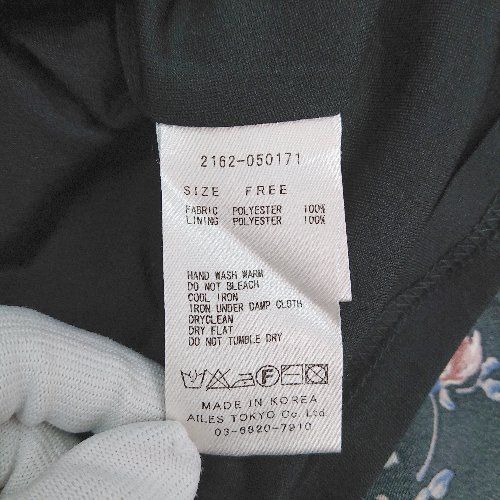 2162-050171
SIZE FREE
FABRIC POLYESTER 100%
LINING POLYESTER 100%
HAND WASH WARM
DO NOT BLEACH
COOL IRON
IRON UNDER DAMP CLOTH
DRYCLEAN
DRY FLAT
DO NOT TUMBLE DRY
F
MADE IN KOREA
AILES TOKYO Co. Ltd.
03-6820-7910